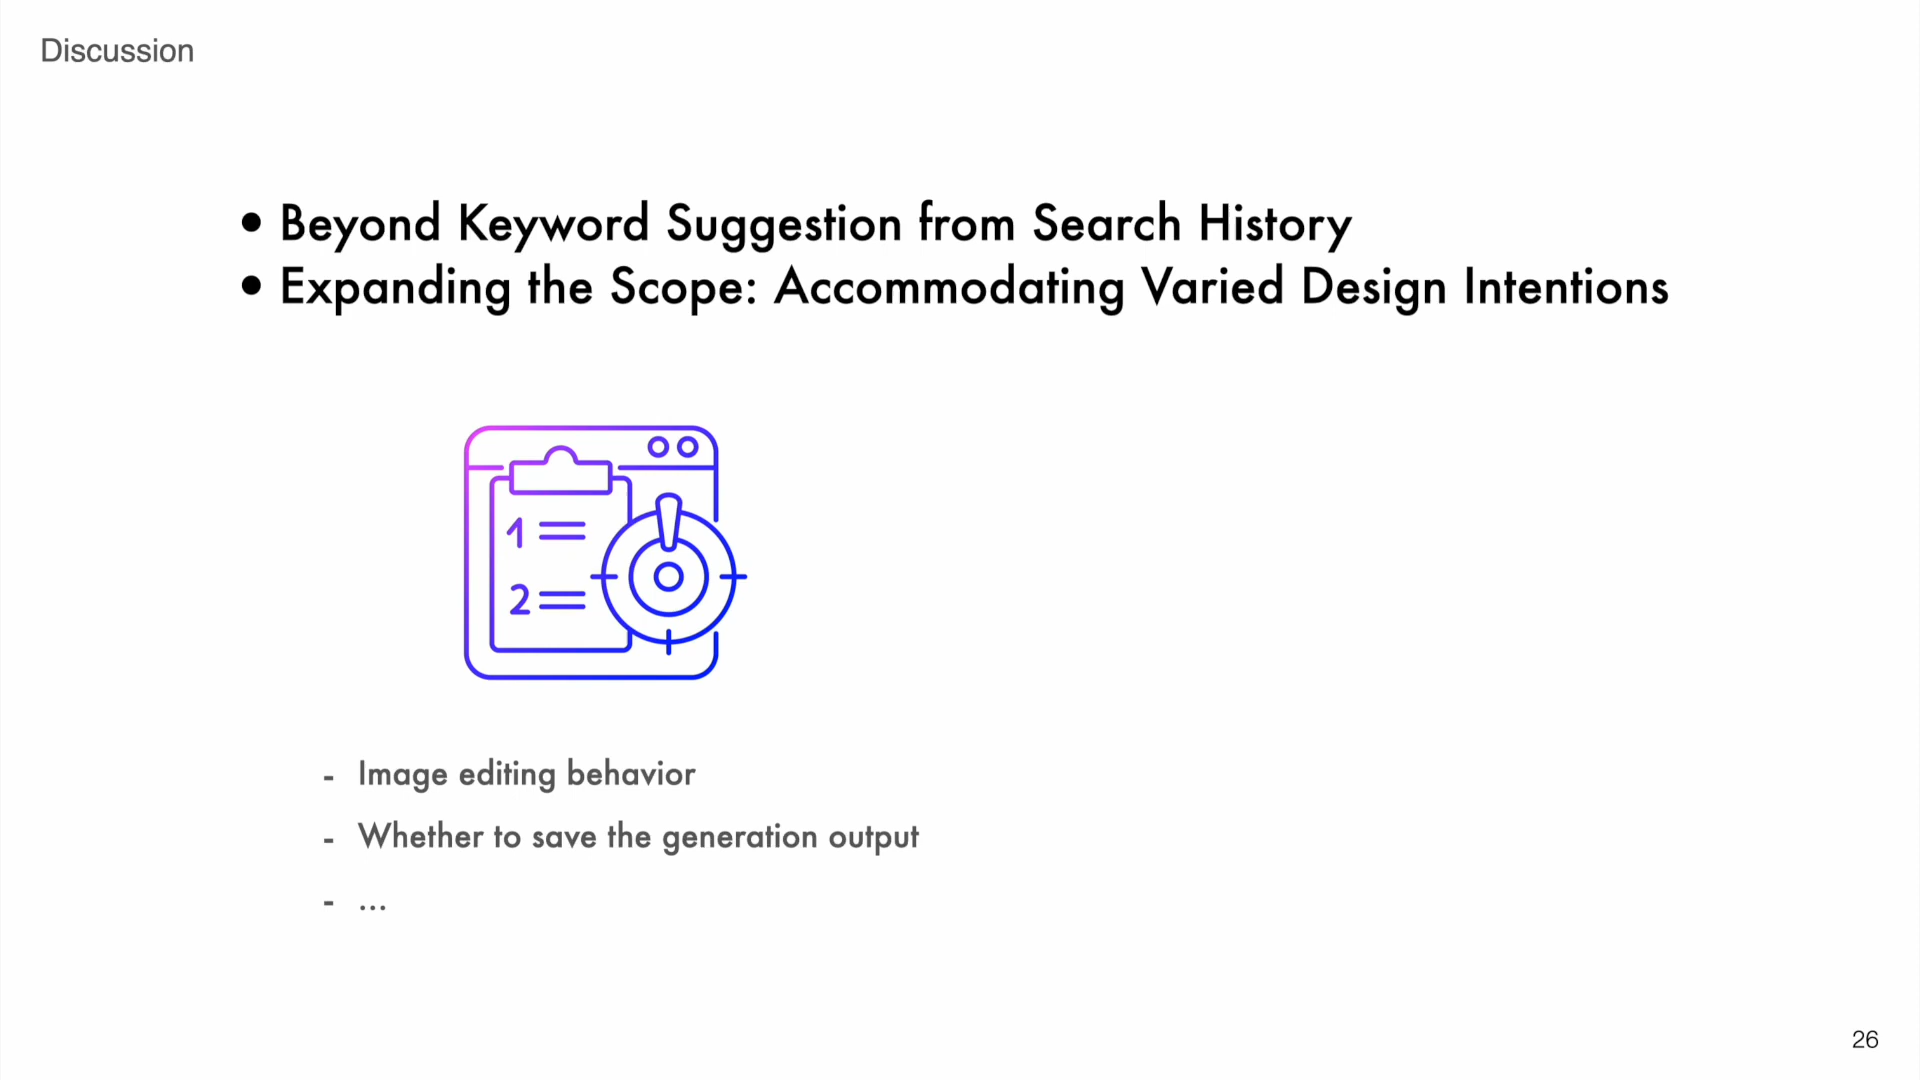 Discussion
• Beyond Keyword Suggestion from Search History
• Expanding the Scope: Accommodating Varied Design Intentions
1
2
- Image editing behavior
- Whether to save the generation output
- ...
26